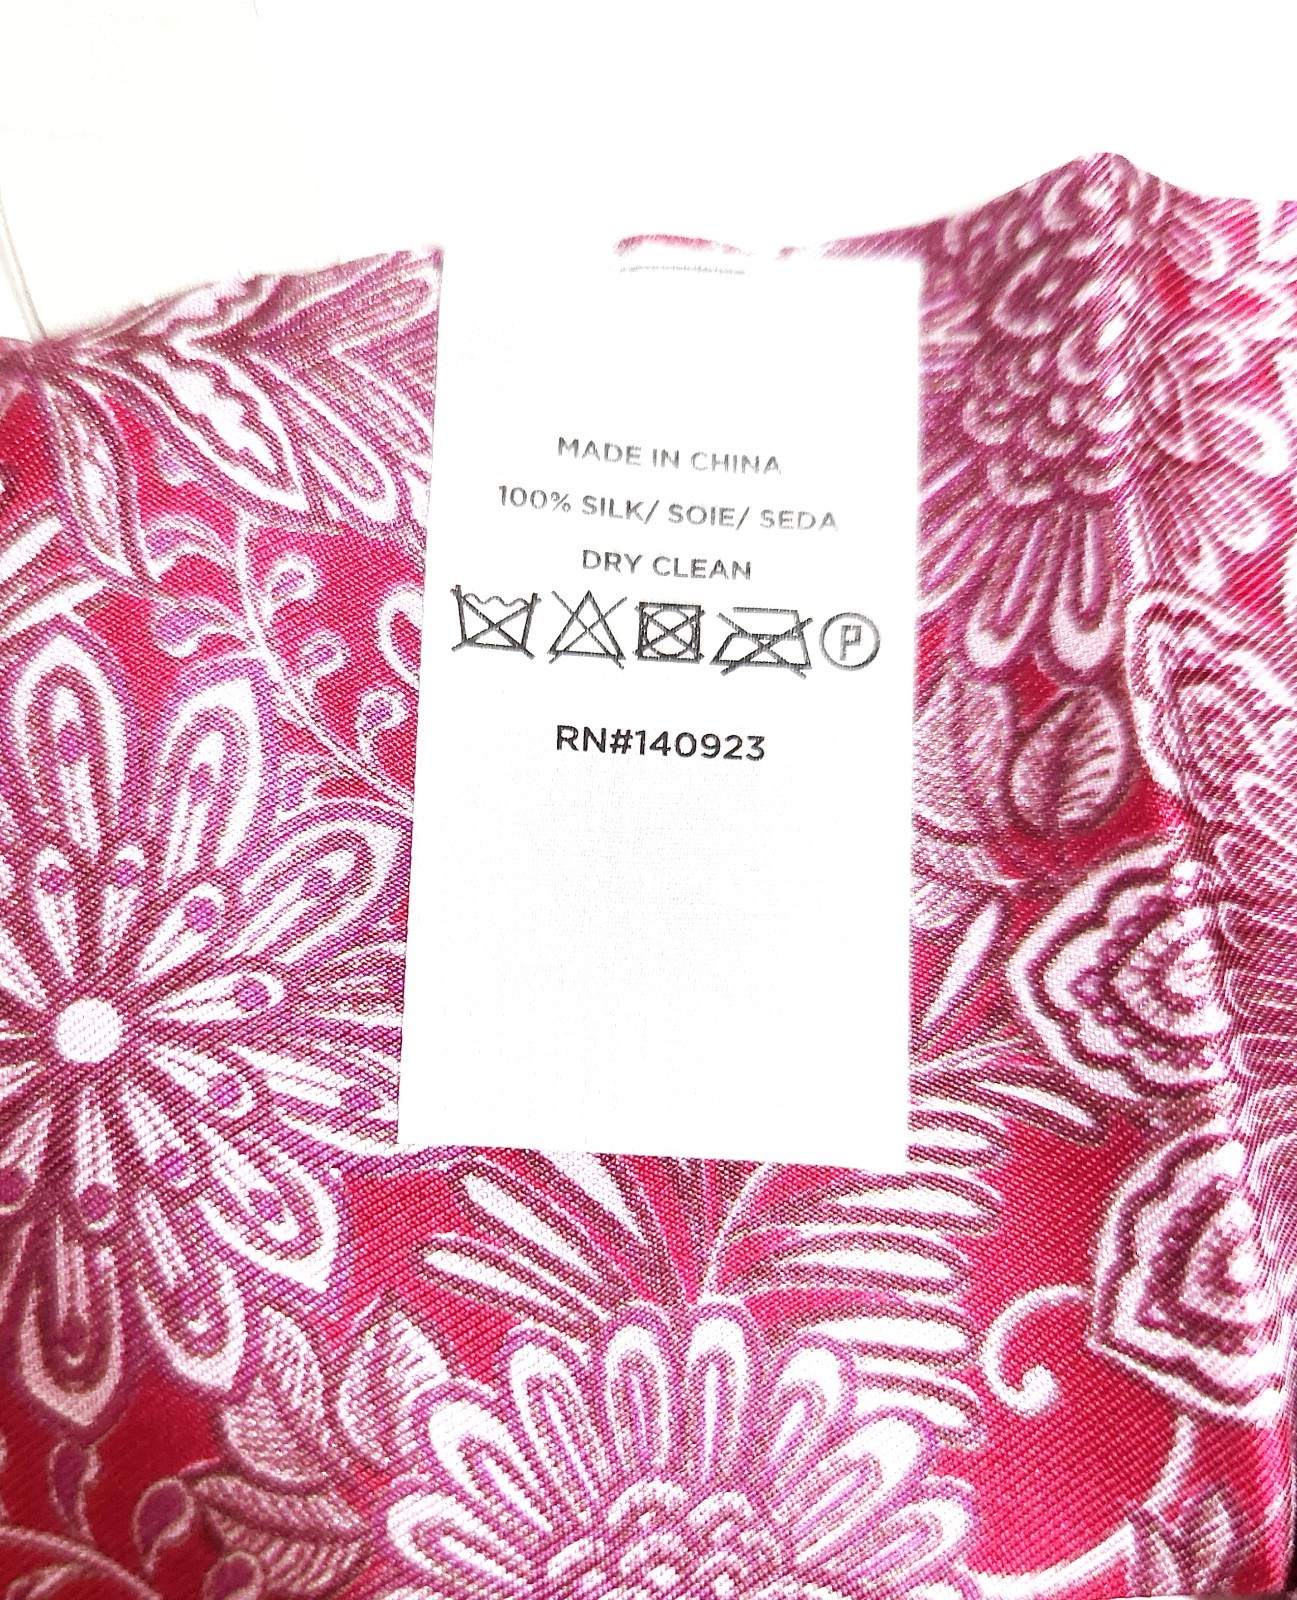 MADE IN CHINA
100% SILK/ SOIE/ SEDA
DRY CLEAN
P
RN#140923